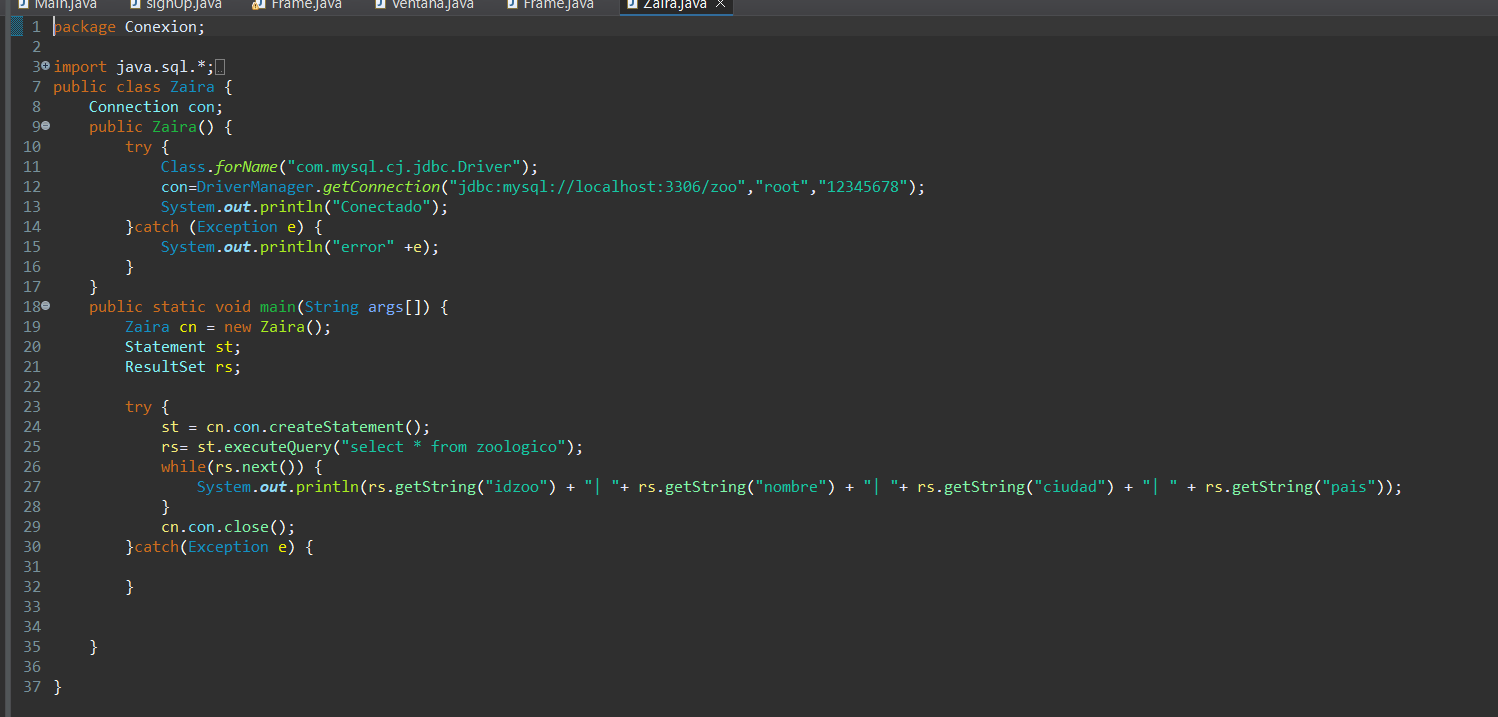 Main.java signUp.java Frame.java Ventana.java Frame.java Zaira.java
1 package Conexion;
2
3 import java.sql.*;
7 public class Zaira {
8 Connection con;
9 public Zaira() {
10 try {
11 Class.forName("com.mysql.cj.jdbc.Driver");
12 con=DriverManager.getConnection("jdbc:mysql://localhost:3306/zoo","root","12345678");
13 System.out.println("Conectado");
14 }catch (Exception e) {
15 System.out.println("error" +e);
16 }
17 }
18 public static void main(String args[]) {
19 Zaira cn = new Zaira();
20 Statement st;
21 ResultSet rs;
22
23 try {
24 st = cn.con.createStatement();
25 rs= st.executeQuery("select * from zoologico");
26 while(rs.next()) {
27 System.out.println(rs.getString("idzoo") + "| "+ rs.getString("nombre") + "| "+ rs.getString("ciudad") + "| " + rs.getString("pais"));
28 }
29 cn.con.close();
30 }catch(Exception e) {
31
32 }
33
34
35 }
36
37 }